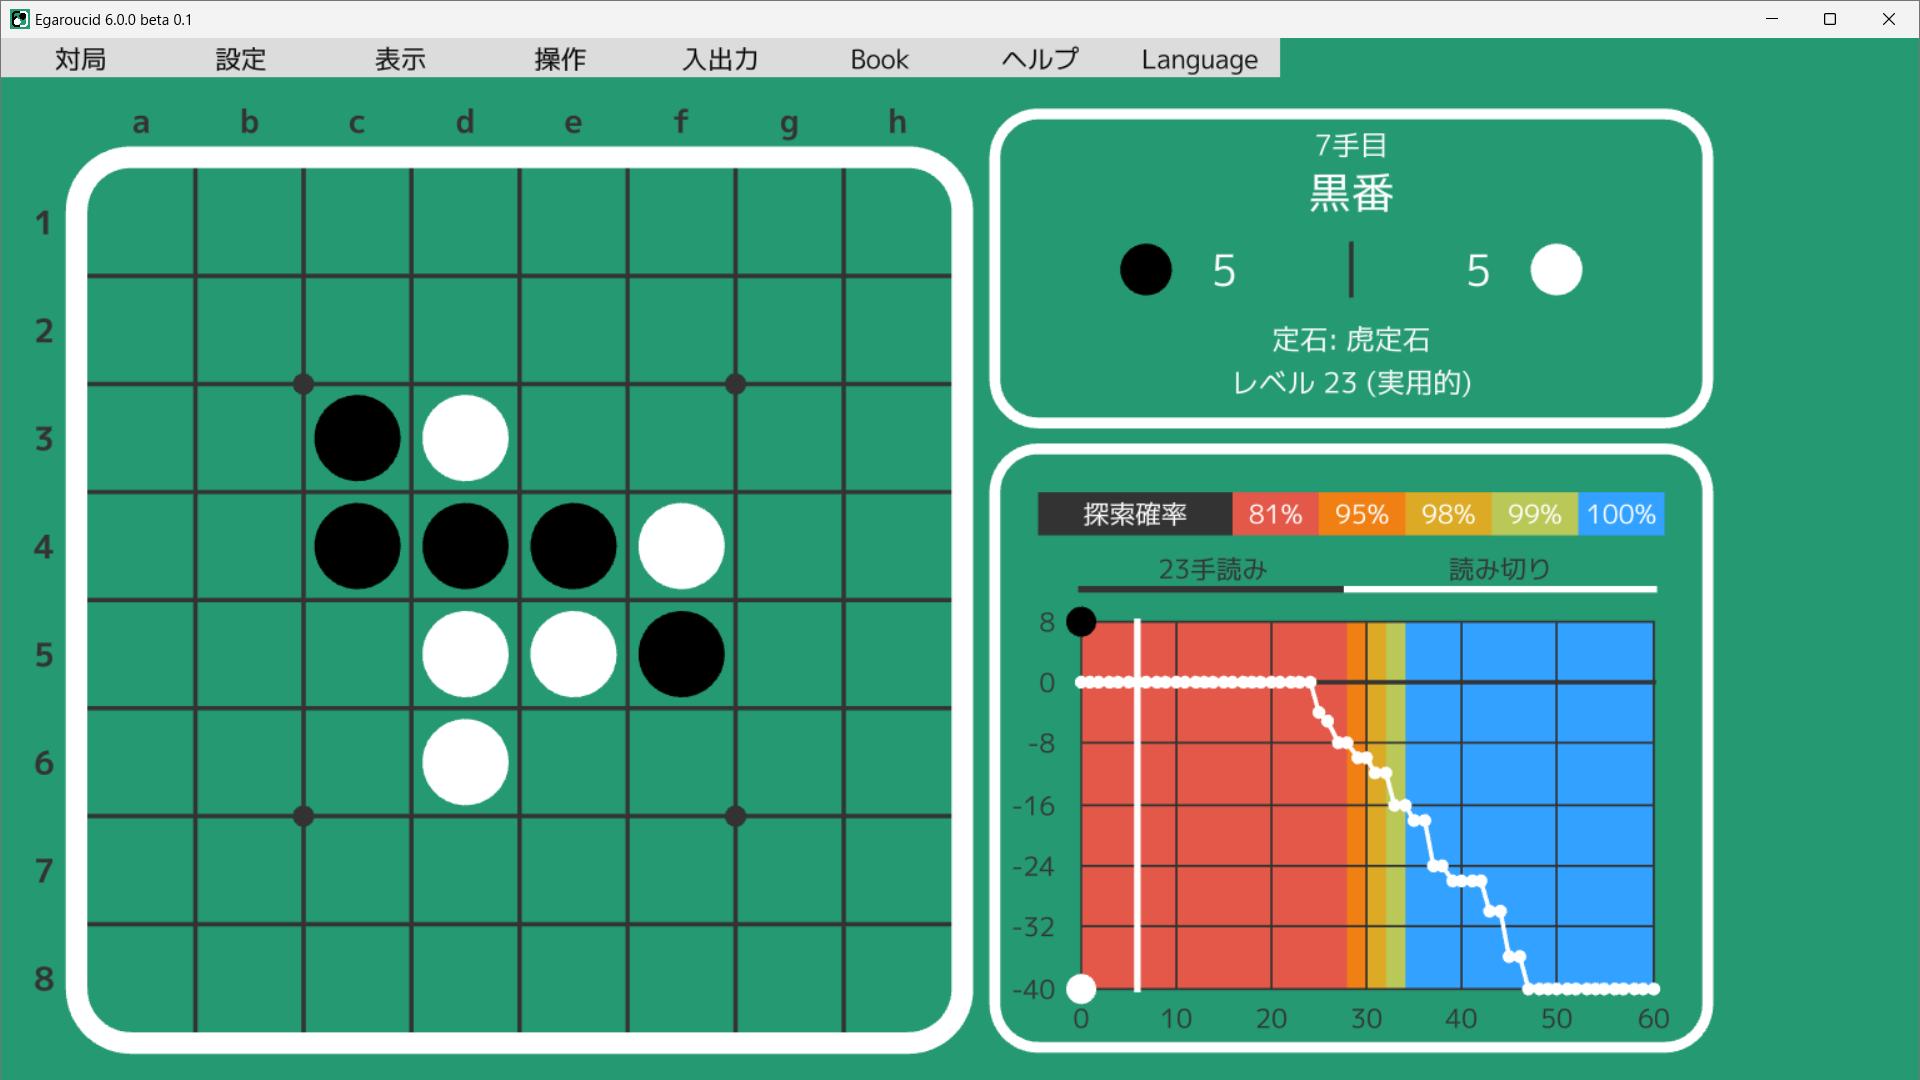 Egaroucid 6.0.0 beta 0.1
対局 設定 表示 操作 入出力 Book ヘルプ Language
a b c d e f g h
1
2
3
4
5
6
7
8
7手目
黒番
5 5
定石: 虎定石
レベル 23 (実用的)
探索確率 81% 95% 98% 99% 100%
23手読み 読み切り
8
0
-8
-16
-24
-32
-40
0 10 20 30 40 50 60